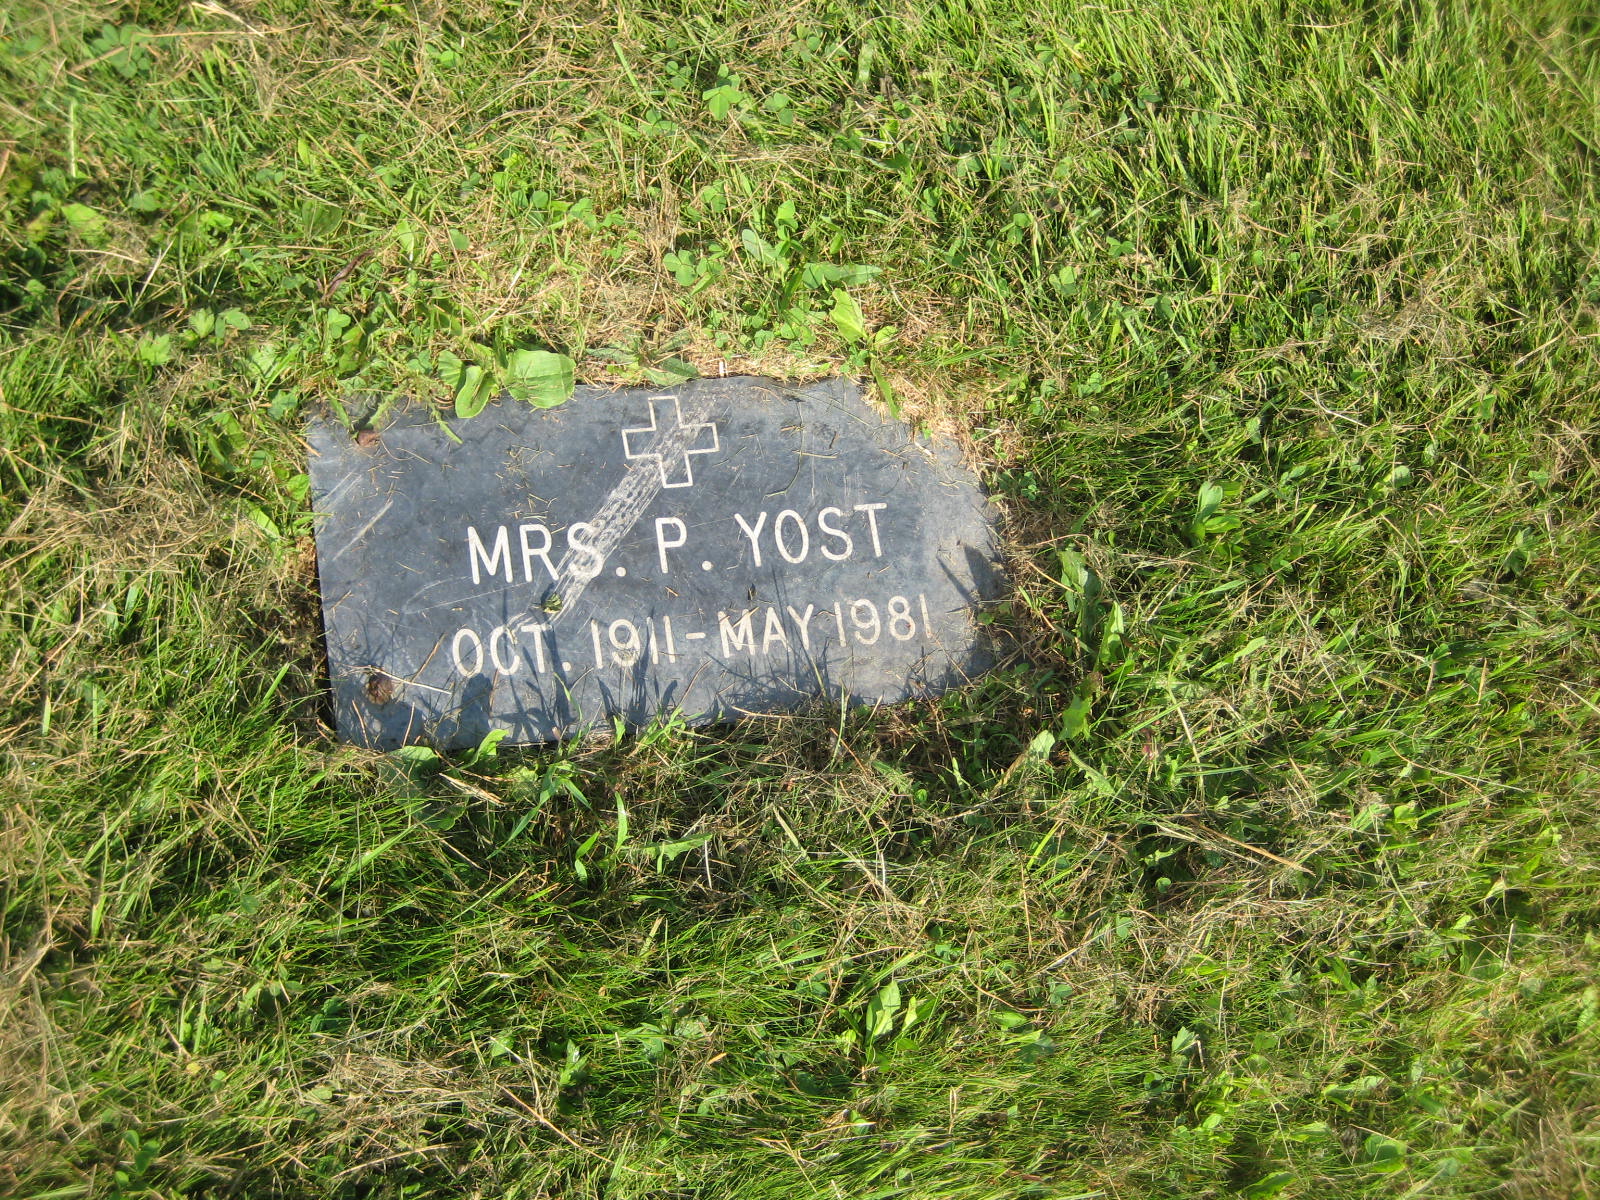 MRS. P. YOST
OCT. 1911-MAY 1981